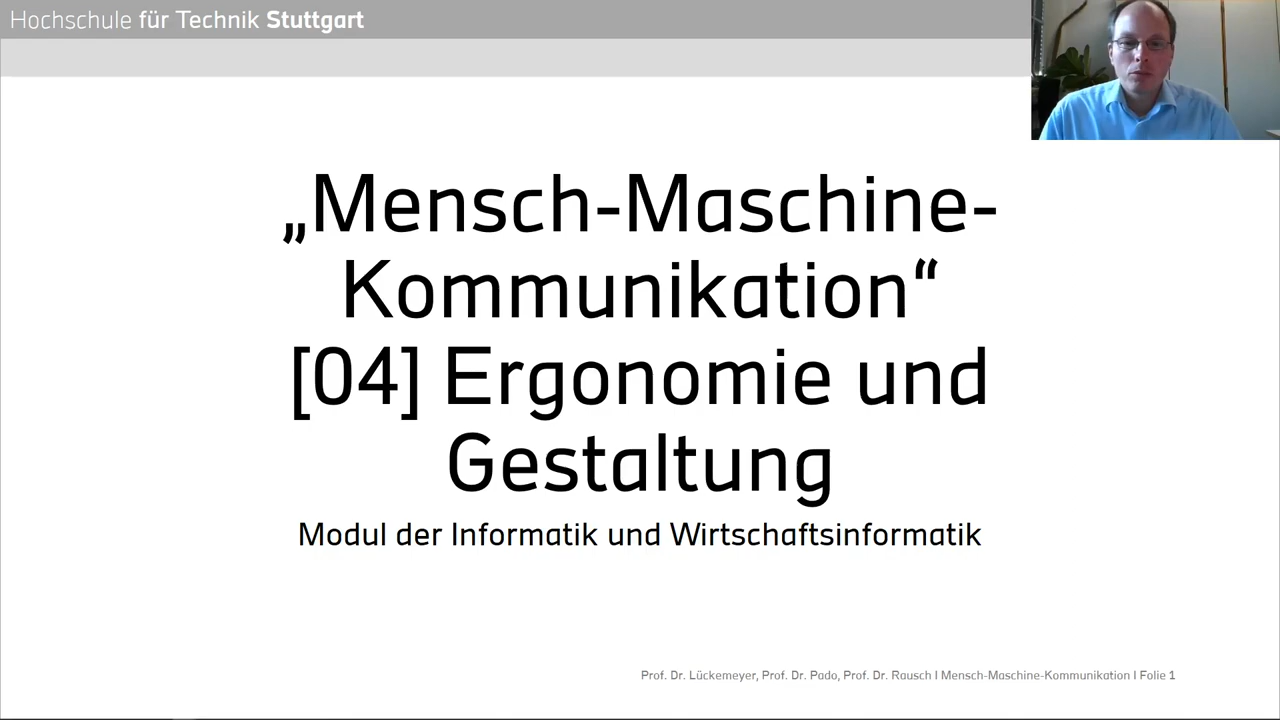 Hochschule für Technik Stuttgart
„Mensch-Maschine-
Kommunikation“
[04] Ergonomie und
Gestaltung
Modul der Informatik und Wirtschaftsinformatik
Prof. Dr. Lückemeyer, Prof. Dr. Pado, Prof. Dr. Rausch I Mensch-Maschine-Kommunikation I Folie 1